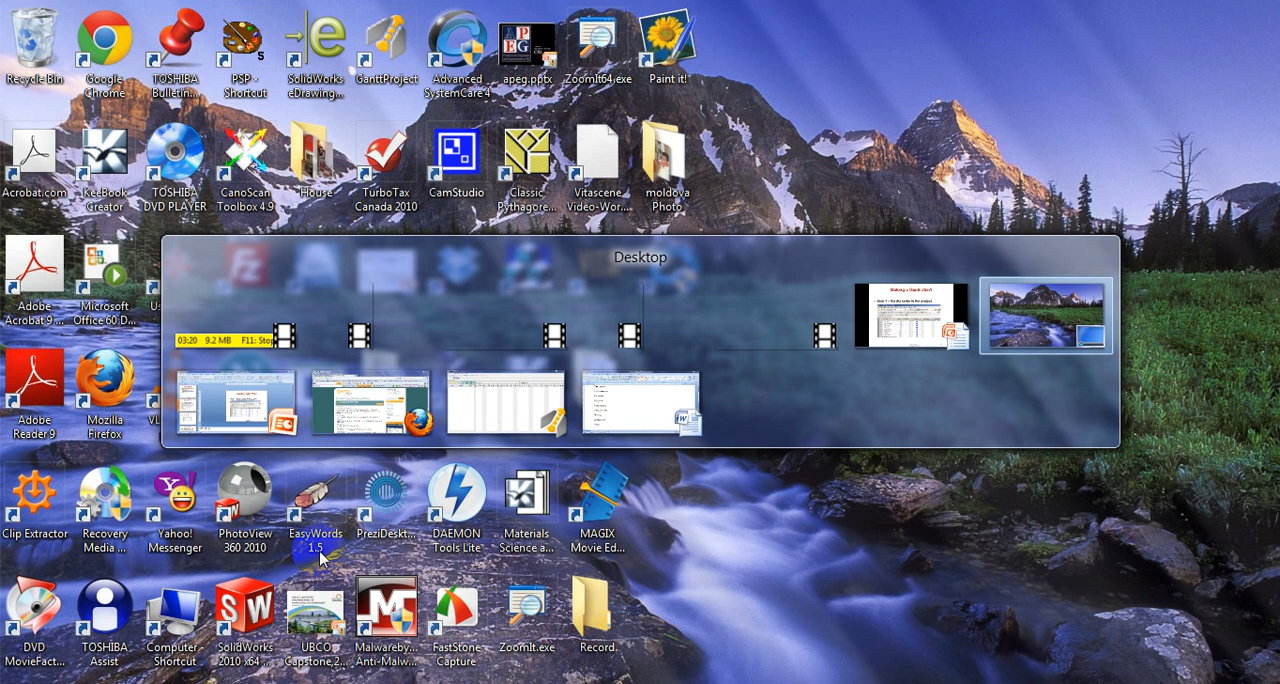 Recycle Bin
Google
Chrome
TOSHIBA
Bulletin...
PSP -
Shortcut
SolidWorks
eDrawing...
GanttProject
Advanced
SystemCare 4
apeg.pptx
ZoomIt64.exe
Paint it!
Acrobat.com
KeeBook
Creator
TOSHIBA
DVD PLAYER
CanoScan
Toolbox 4.9
House
TurboTax
Canada 2010
CamStudio
Classic
Pythagore...
Vitascene
Video-Wor...
moldova
Photo
Desktop
Adobe
Acrobat 9 ...
Microsoft
Office 60 D...
03:20 9.2 MB F11: Stop
Making a Gantt chart
Adobe
Reader 9
Mozilla
Firefox
VL
Clip Extractor
Recovery
Media ...
Yahoo!
Messenger
PhotoView
360 2010
EasyWords
1.5
PreziDeskt...
DAEMON
Tools Lite
Materials
Science a...
MAGIX
Movie Ed...
DVD
MovieFact...
TOSHIBA
Assist
Computer -
Shortcut
SolidWorks
2010 x64 ...
UBCO
Capstone,2...
Malwareby...
Anti-Malw...
FastStone
Capture
ZoomIt.exe
Record